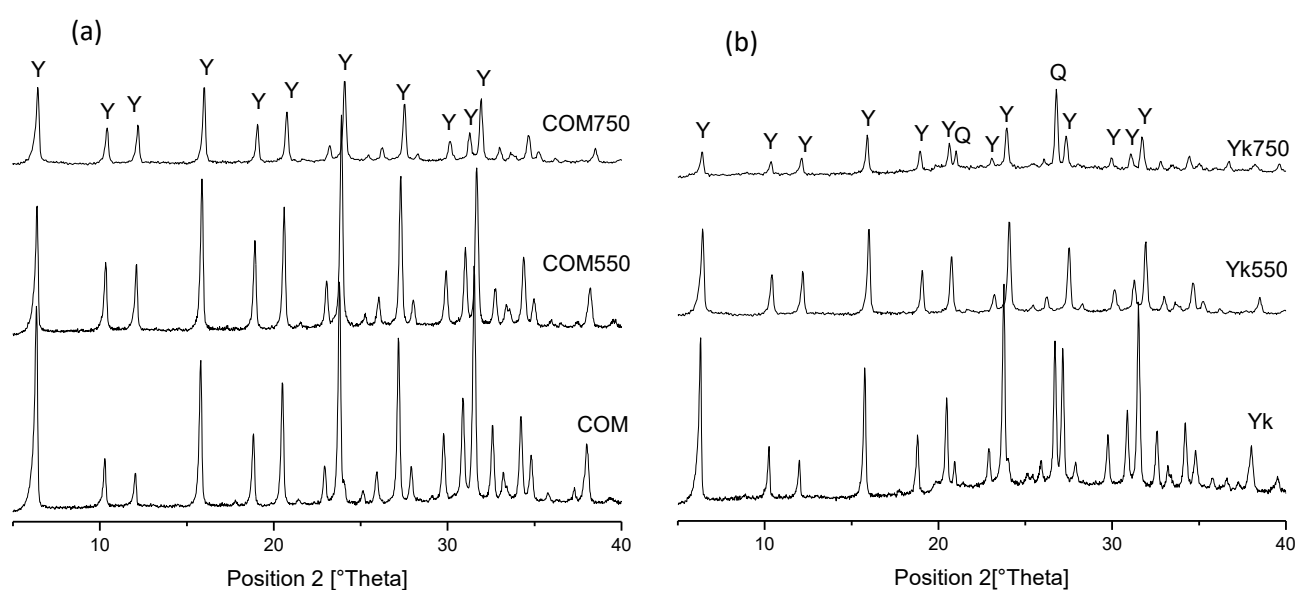 (a)
Y Y Y Y Y Y Y Y Y Y Y
COM750
COM550
COM
10 20 30 40
Position 2 [°Theta]
(b)
Q
Y Y Y Y Y Y Q Y Y Y Y Y Y
Yk750
Yk550
Yk
10 20 30 40
Position 2[°Theta]